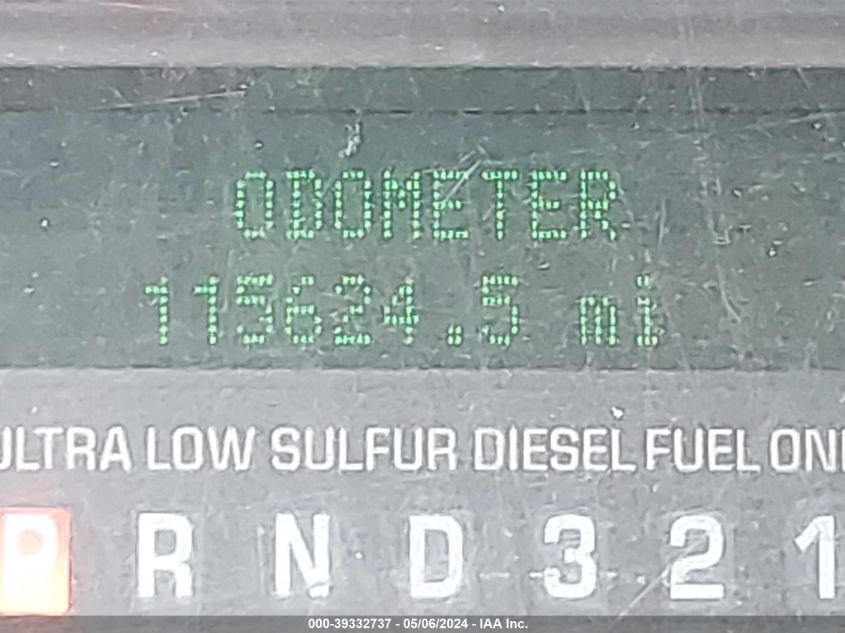 ODOMETER
115624.5 mi
ULTRA LOW SULFUR DIESEL FUEL ONL
P R N D 3 2 1
000-39332737 - 05/06/2024 - IAA Inc.